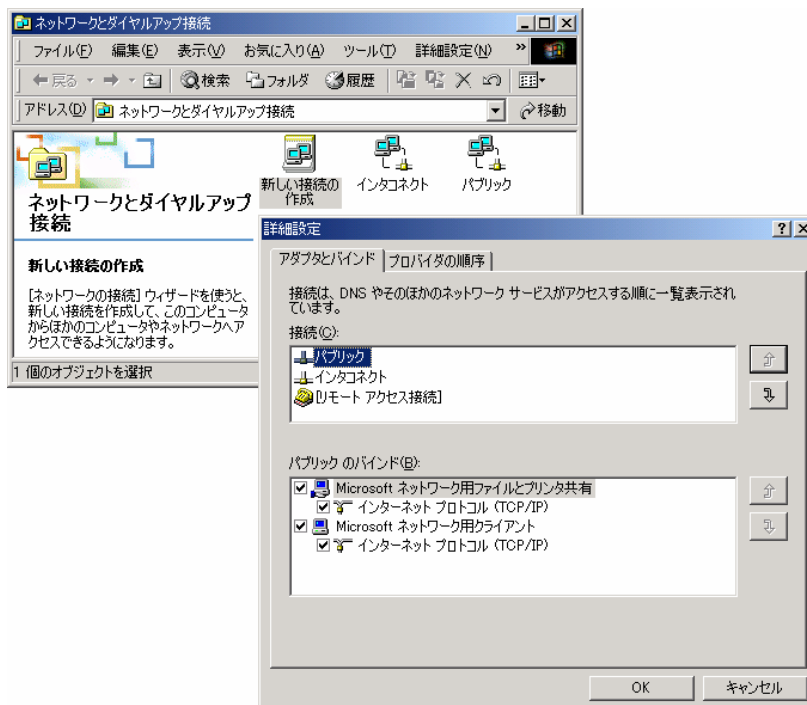 ネットワークとダイヤルアップ接続
ファイル(F) 編集(E) 表示(V) お気に入り(A) ツール(T) 詳細設定(N) »
戻る 検索 フォルダ 履歴
アドレス(D) ネットワークとダイヤルアップ接続 移動
ネットワークとダイヤルアップ
接続
新しい接続の作成
[ネットワークの接続] ウィザードを使うと、
新しい接続を作成して、このコンピュータ
からほかのコンピュータやネットワークへア
クセスできるようになります。
新しい接続の
作成
インタコネクト
パブリック
1 個のオブジェクトを選択
詳細設定
アダプタとバインド プロバイダの順序
接続は、DNS やそのほかのネットワーク サービスがアクセスする順に一覧表示され
ています。
接続(C):
パブリック
インタコネクト
[リモート アクセス接続]
パブリック のバインド(B):
Microsoft ネットワーク用ファイルとプリンタ共有
インターネット プロトコル (TCP/IP)
Microsoft ネットワーク用クライアント
インターネット プロトコル (TCP/IP)
OK キャンセル